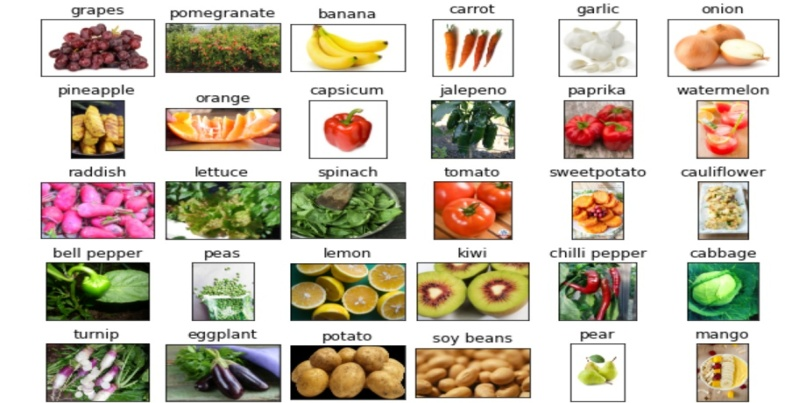 grapes pomegranate banana carrot garlic onion
pineapple orange capsicum jalepeno paprika watermelon
raddish lettuce spinach tomato sweetpotato cauliflower
bell pepper peas lemon kiwi chilli pepper cabbage
turnip eggplant potato soy beans pear mango